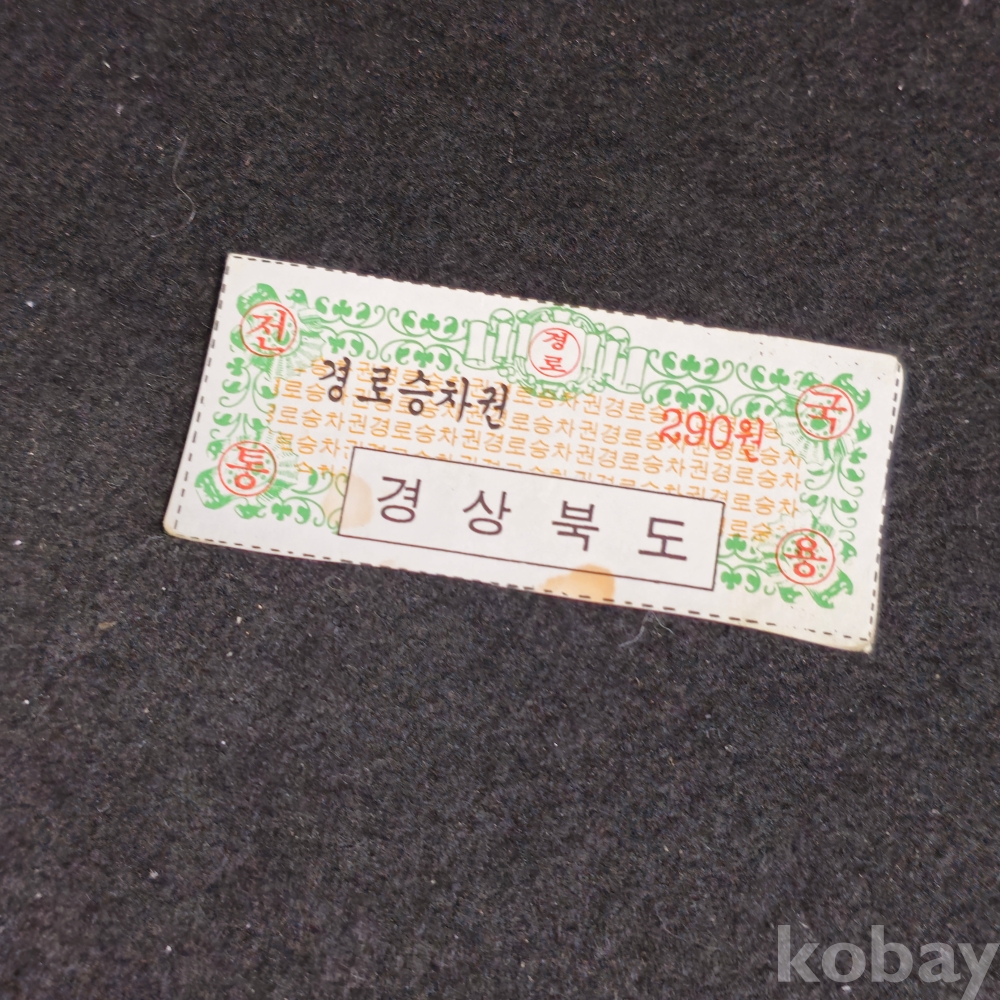 전 국
경로
경로승차권
290원
통 용
경상북도
kobay